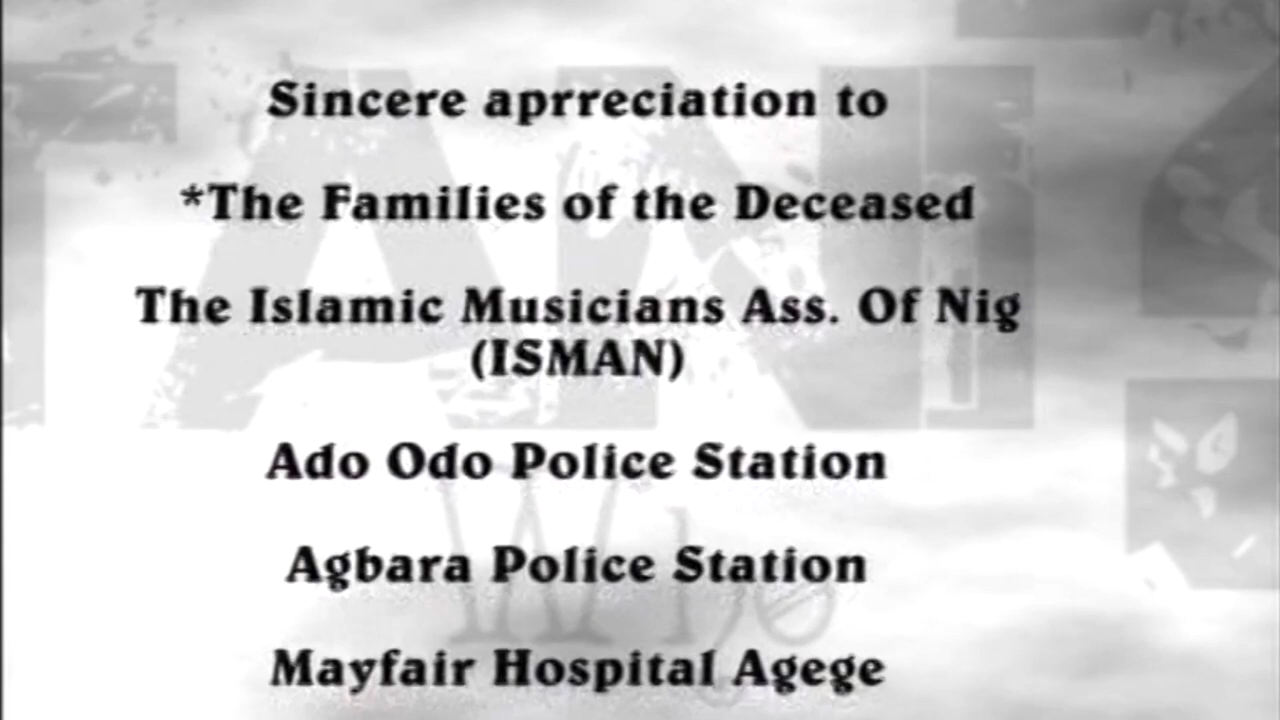 Sincere aprreciation to
*The Families of the Deceased
The Islamic Musicians Ass. Of Nig
(ISMAN)
Ado Odo Police Station
Agbara Police Station
Mayfair Hospital Agege